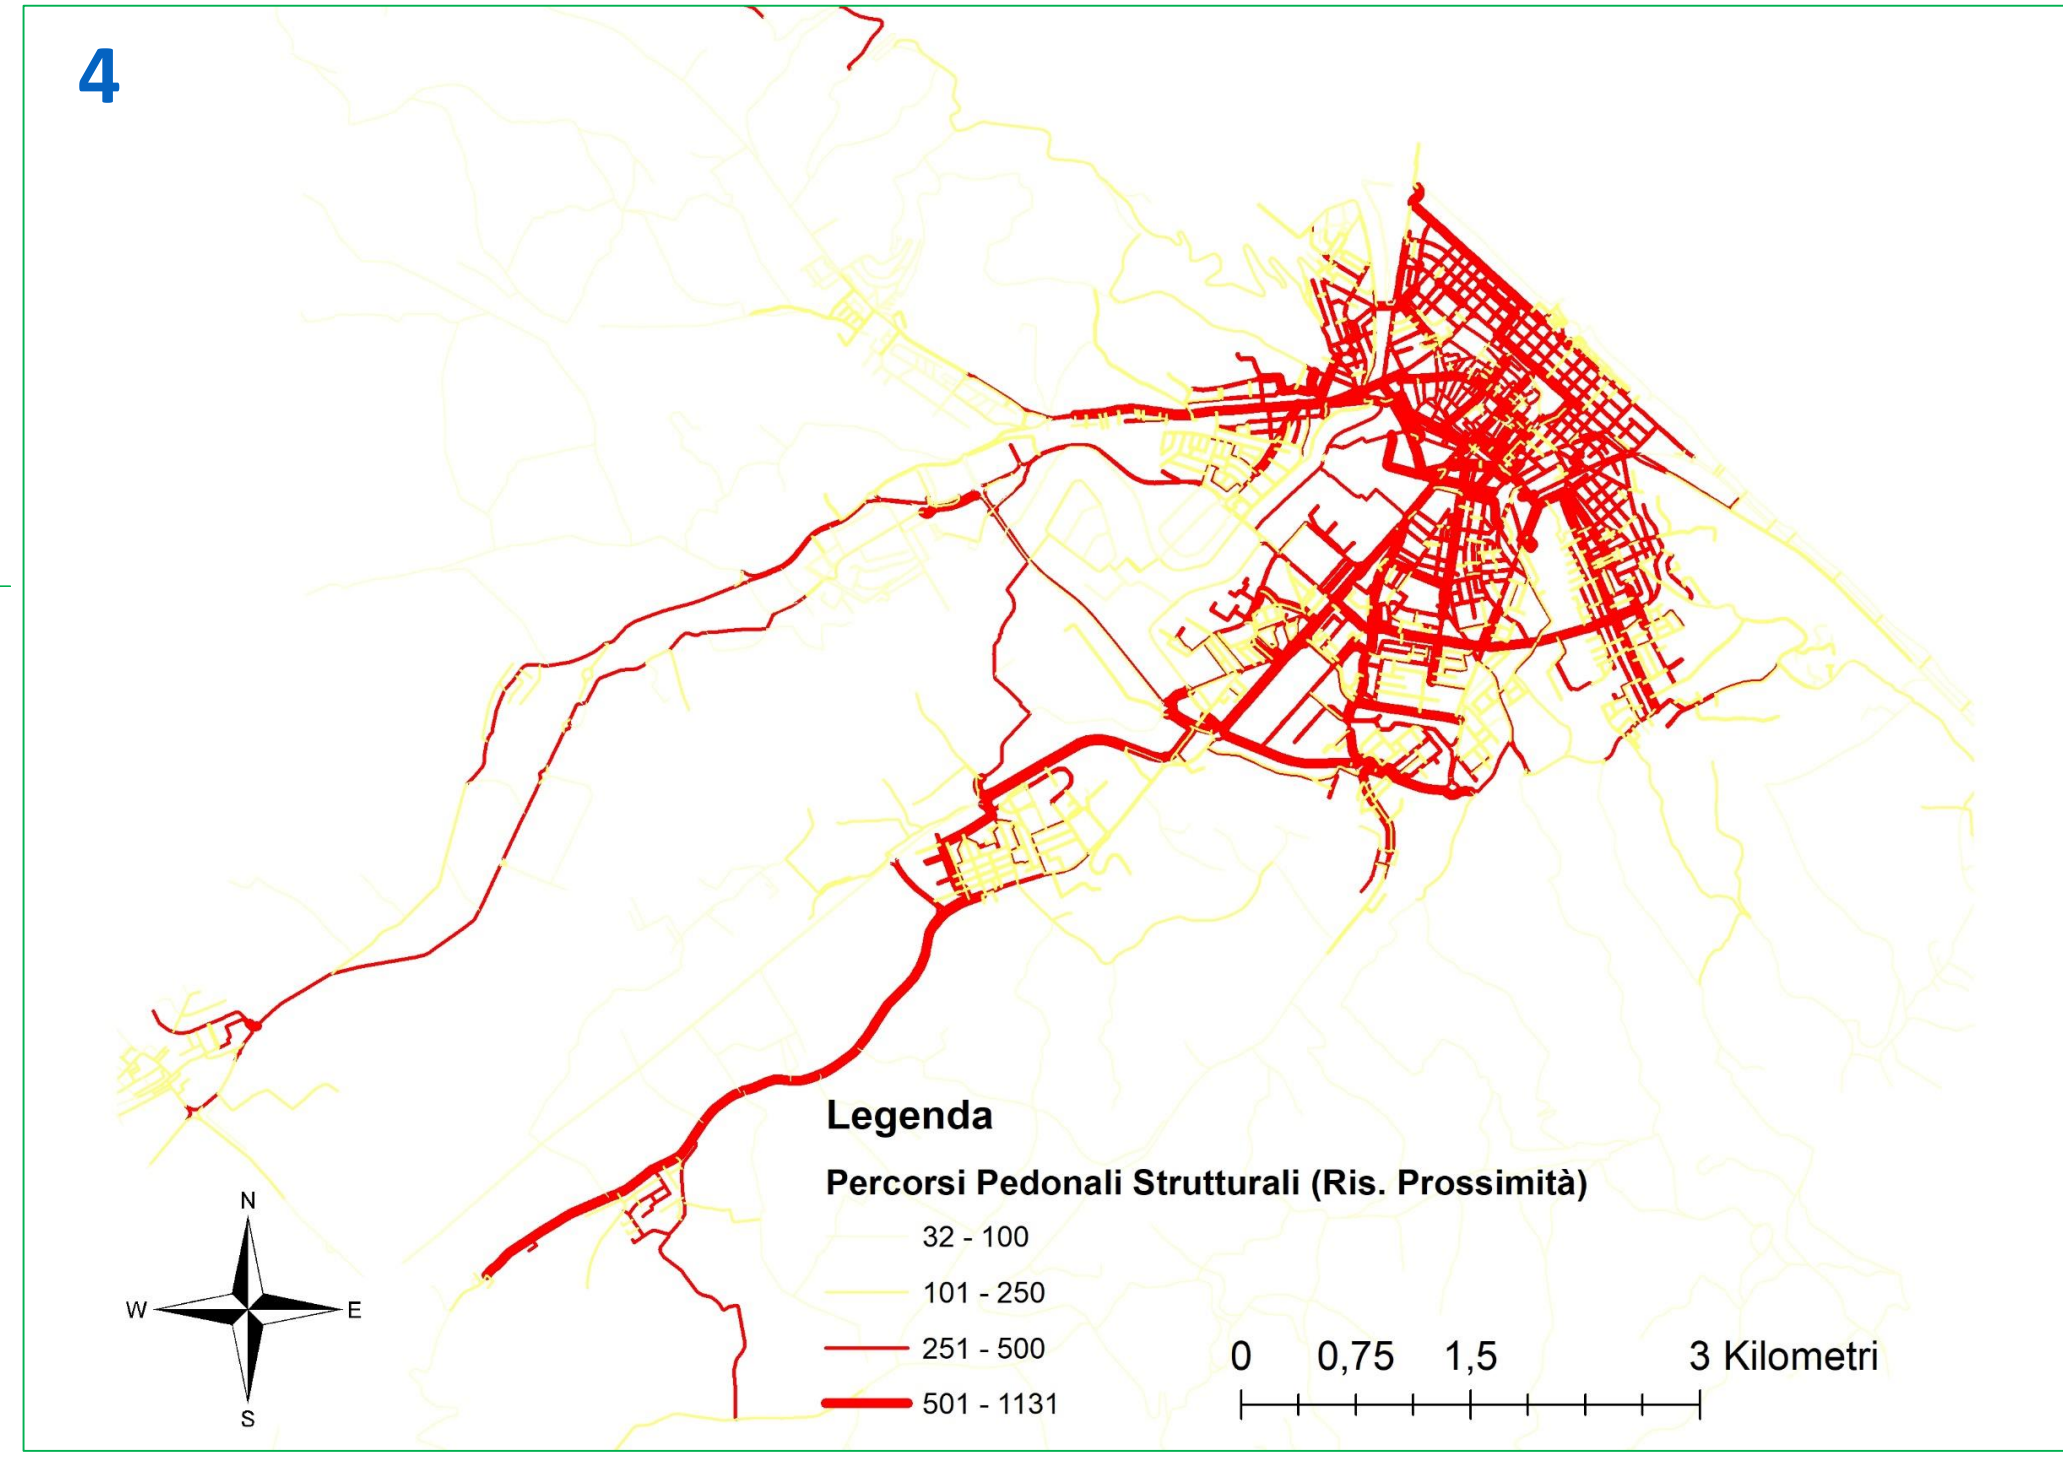 4
Legenda
Percorsi Pedonali Strutturali (Ris. Prossimità)
32 - 100
101 - 250
251 - 500
501 - 1131
N
W E
S
0 0,75 1,5 3 Kilometri